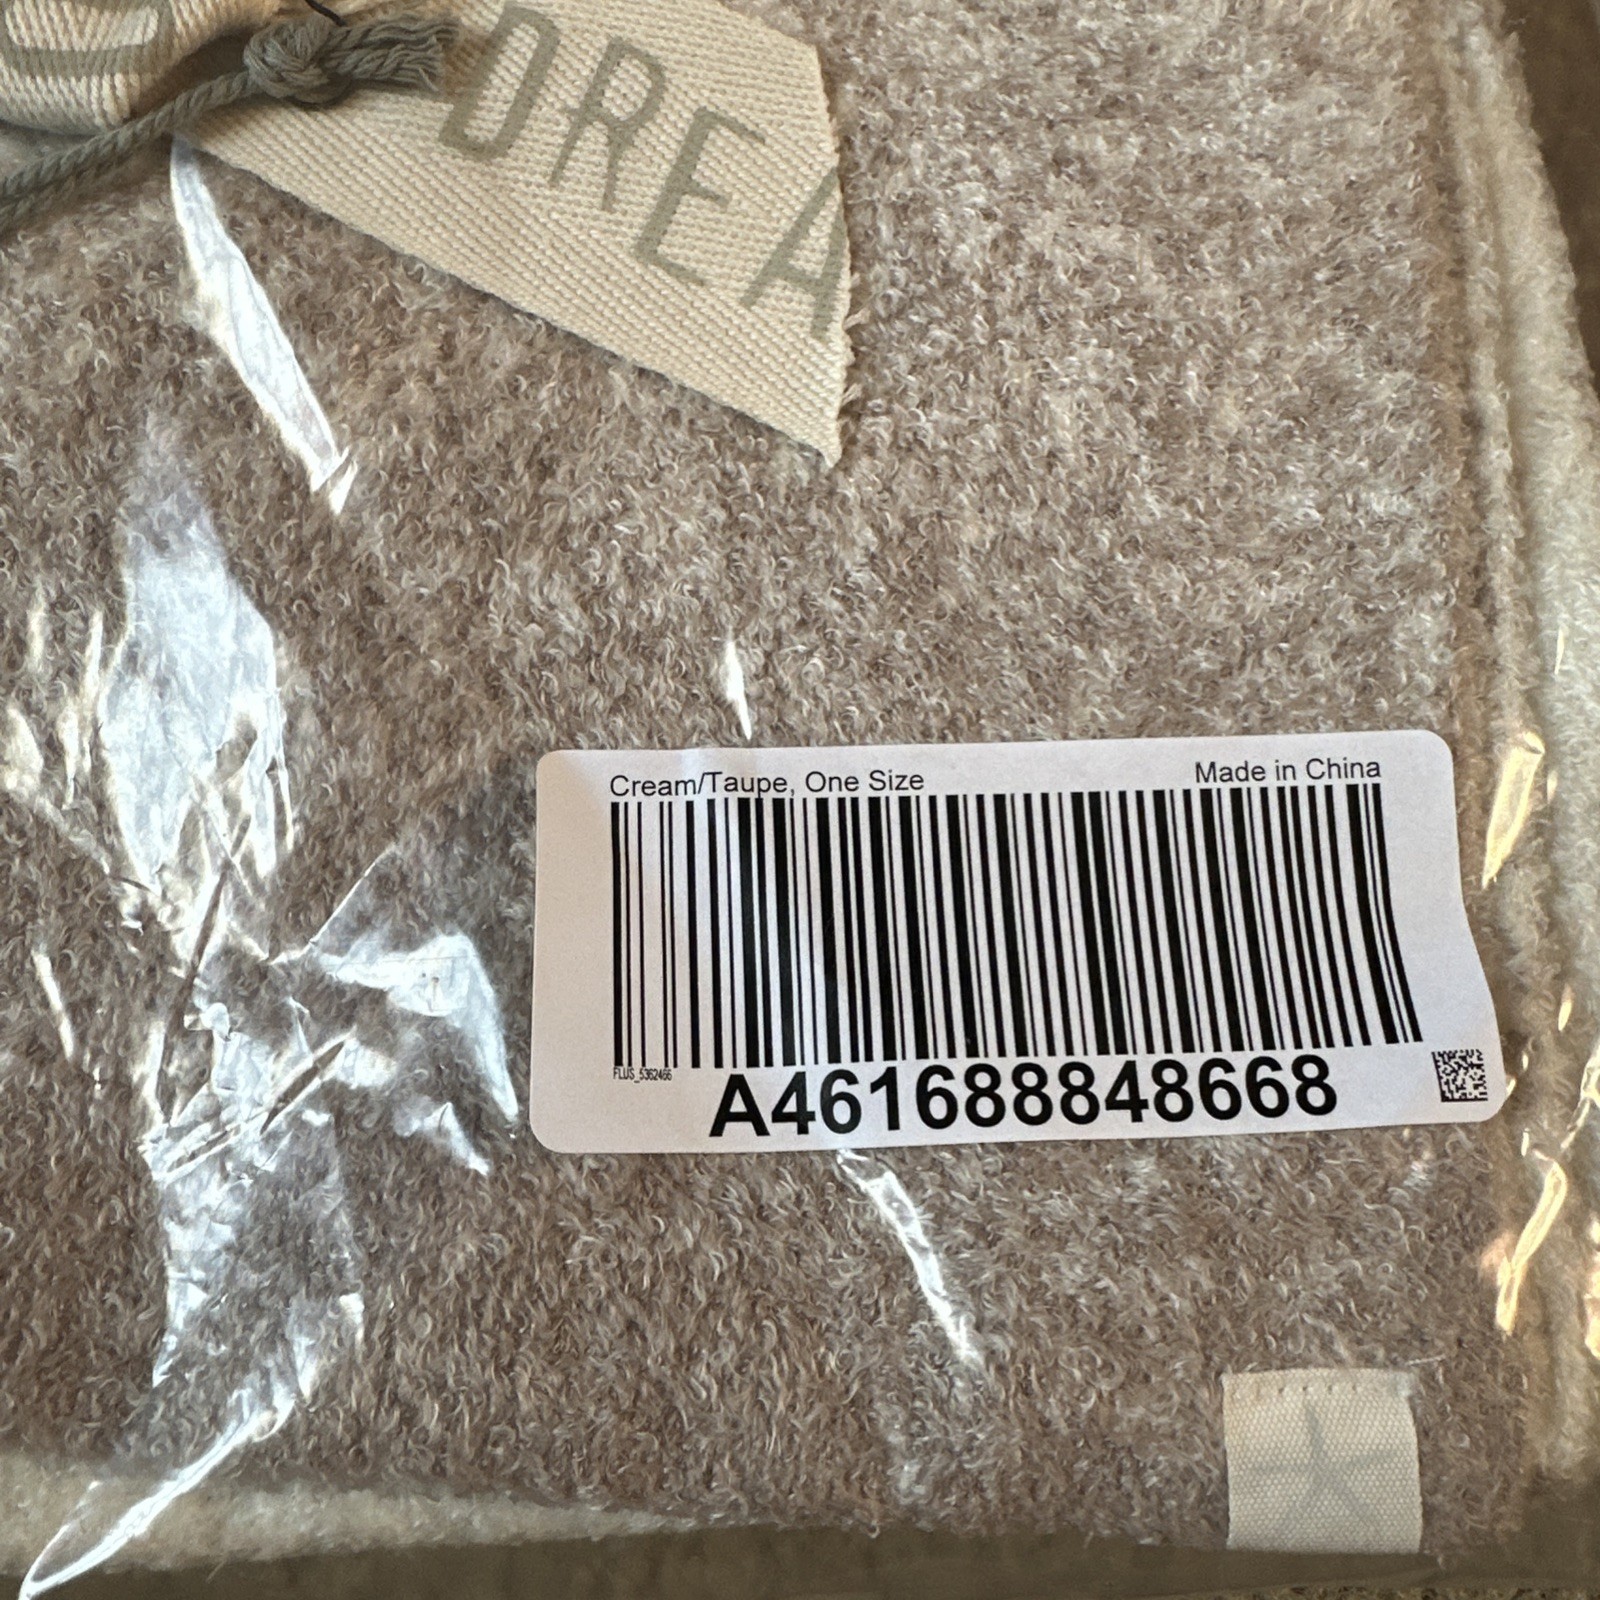 DREA
Cream/Taupe, One Size
Made in China
FLUS_5362466
A461688848668